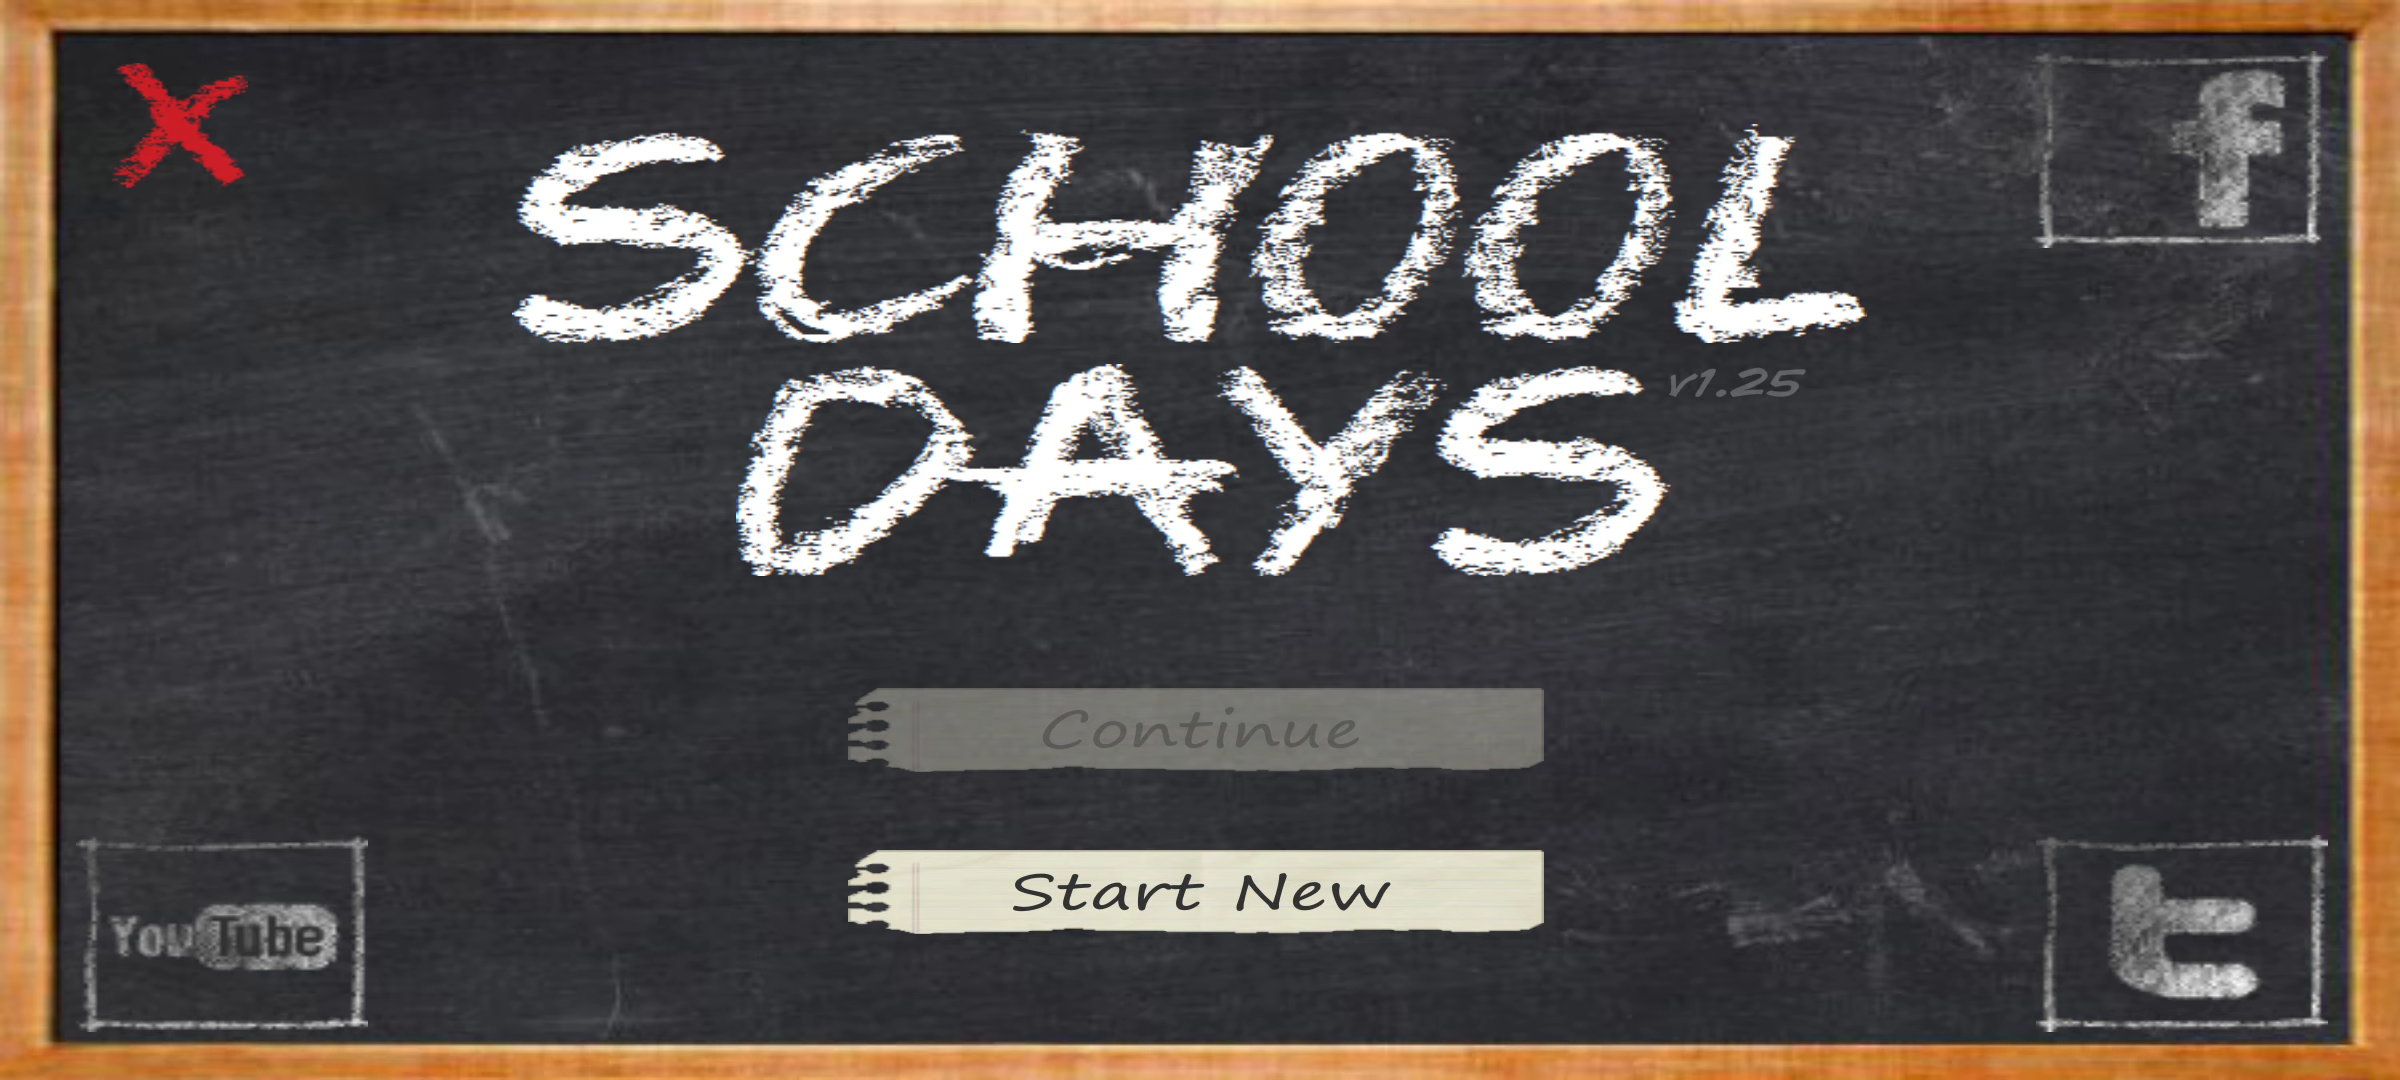 SCHOOL
DAYS
v1.25
Continue
Start New
YouTube
f
t